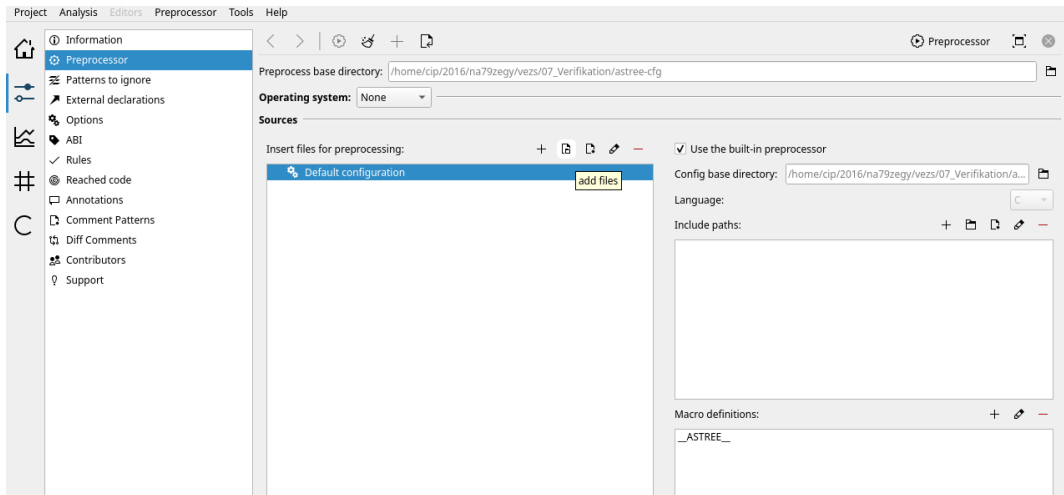 Project Analysis Editors Preprocessor Tools Help
Information
Preprocessor
Patterns to ignore
External declarations
Options
ABI
Rules
Reached code
Annotations
Comment Patterns
Diff Comments
Contributors
Support
Preprocessor
Preprocess base directory: /home/cip/2016/na79zegy/vezs/07_Verifikation/astree-cfg
Operating system: None
Sources
Insert files for preprocessing:
Default configuration
add files
Use the built-in preprocessor
Config base directory: /home/cip/2016/na79zegy/vezs/07_Verifikation/a...
Language: C
Include paths:
Macro definitions:
__ASTREE__